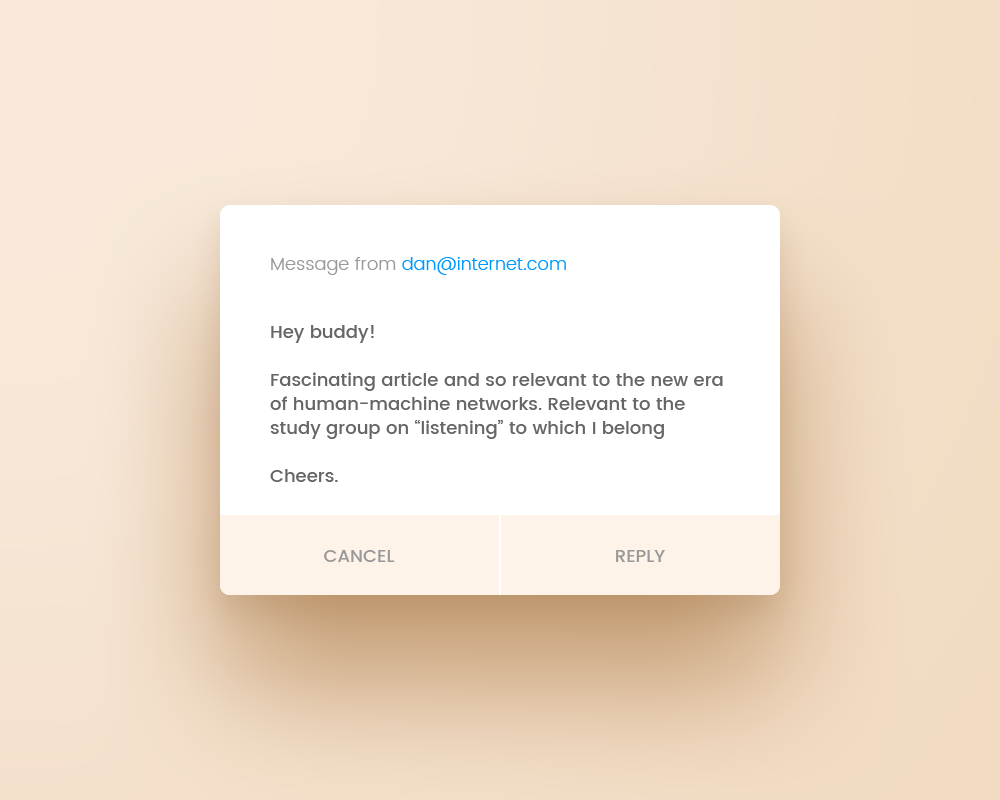 Message from dan@internet.com
Hey buddy!
Fascinating article and so relevant to the new era
of human-machine networks. Relevant to the
study group on “listening” to which I belong
Cheers.
CANCEL
REPLY